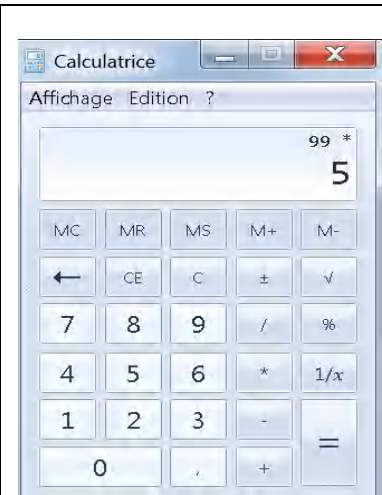 Calculatrice
Affichage Edition ?
99 *
5
MC MR MS M+ M-
← CE C ± √
7 8 9 / %
4 5 6 * 1/x
1 2 3 - =
0 , +